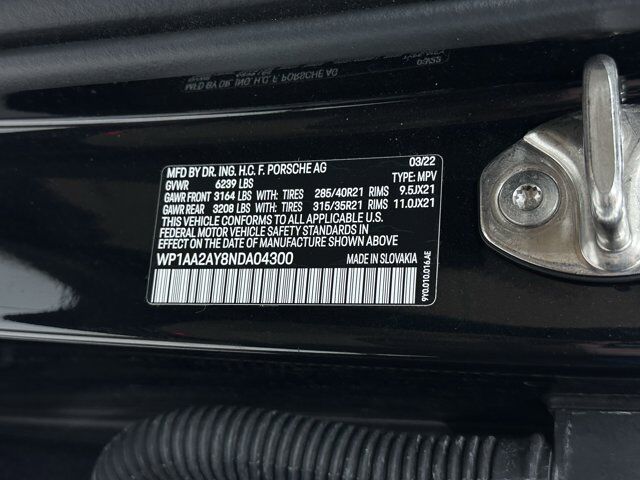 MFD BY DR. ING. H.C. F. PORSCHE AG 03/22
GVWR 6239 LBS TYPE: MPV
GAWR FRONT 3164 LBS WITH: TIRES 285/40R21 RIMS 9.5JX21
GAWR REAR 3208 LBS WITH: TIRES 315/35R21 RIMS 11.0JX21
THIS VEHICLE CONFORMS TO ALL APPLICABLE U.S.
FEDERAL MOTOR VEHICLE SAFETY STANDARDS IN
EFFECT ON THE DATE OF MANUFACTURE SHOWN ABOVE
WP1AA2AY8NDA04300 MADE IN SLOVAKIA
9Y0.010.016.AE